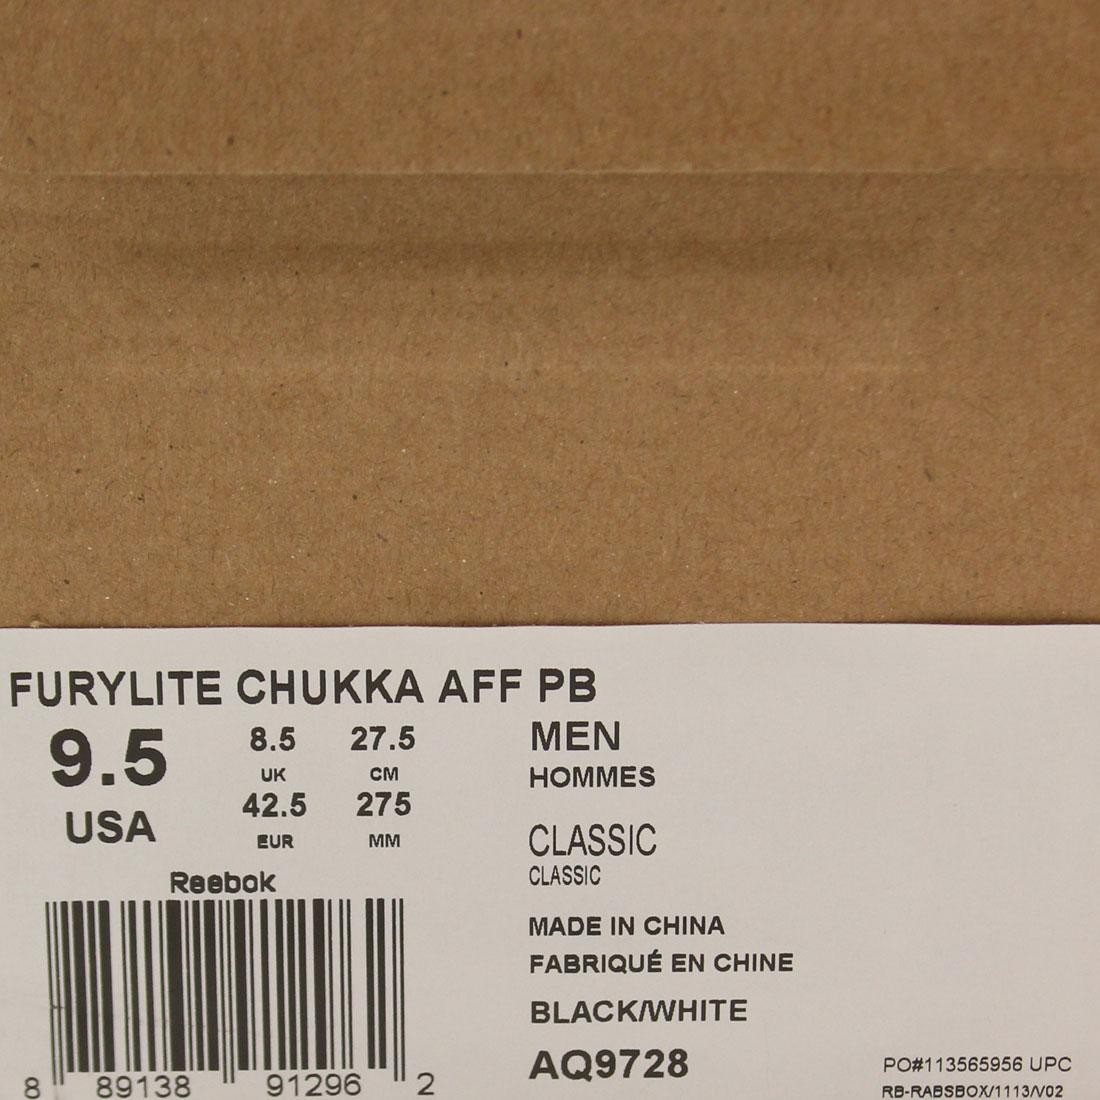 FURYLITE CHUKKA AFF PB
9.5
USA
8.5
UK
27.5
CM
42.5
EUR
275
MM
MEN
HOMMES
CLASSIC
CLASSIC
MADE IN CHINA
FABRIQUÉ EN CHINE
BLACK/WHITE
AQ9728
Reebok
8 89138 91296 2
PO#113565956 UPC
RB-RABSBOX/1113/V02